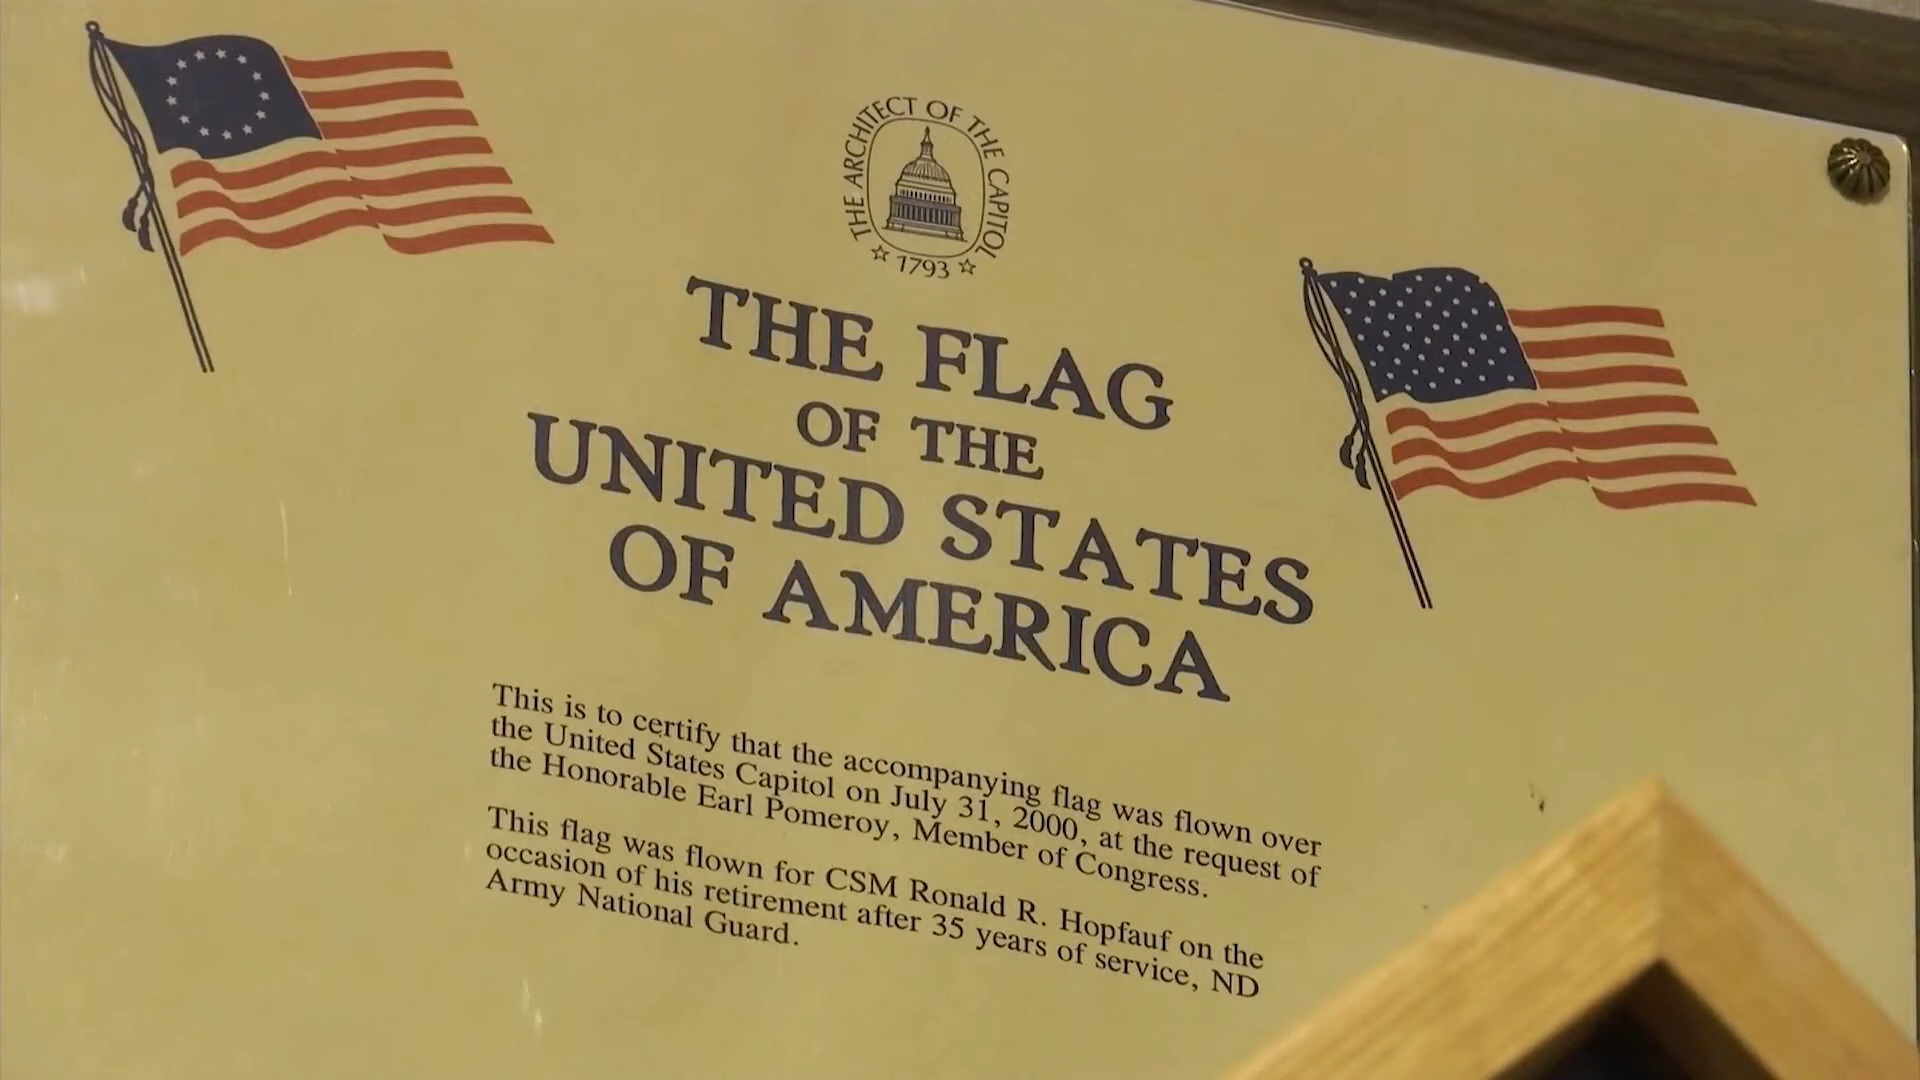 THE ARCHITECT OF THE CAPITOL
1793
THE FLAG
OF THE
UNITED STATES
OF AMERICA
This is to certify that the accompanying flag was flown over
the United States Capitol on July 31, 2000, at the request of
the Honorable Earl Pomeroy, Member of Congress.
This flag was flown for CSM Ronald R. Hopfauf on the
occasion of his retirement after 35 years of service, ND
Army National Guard.